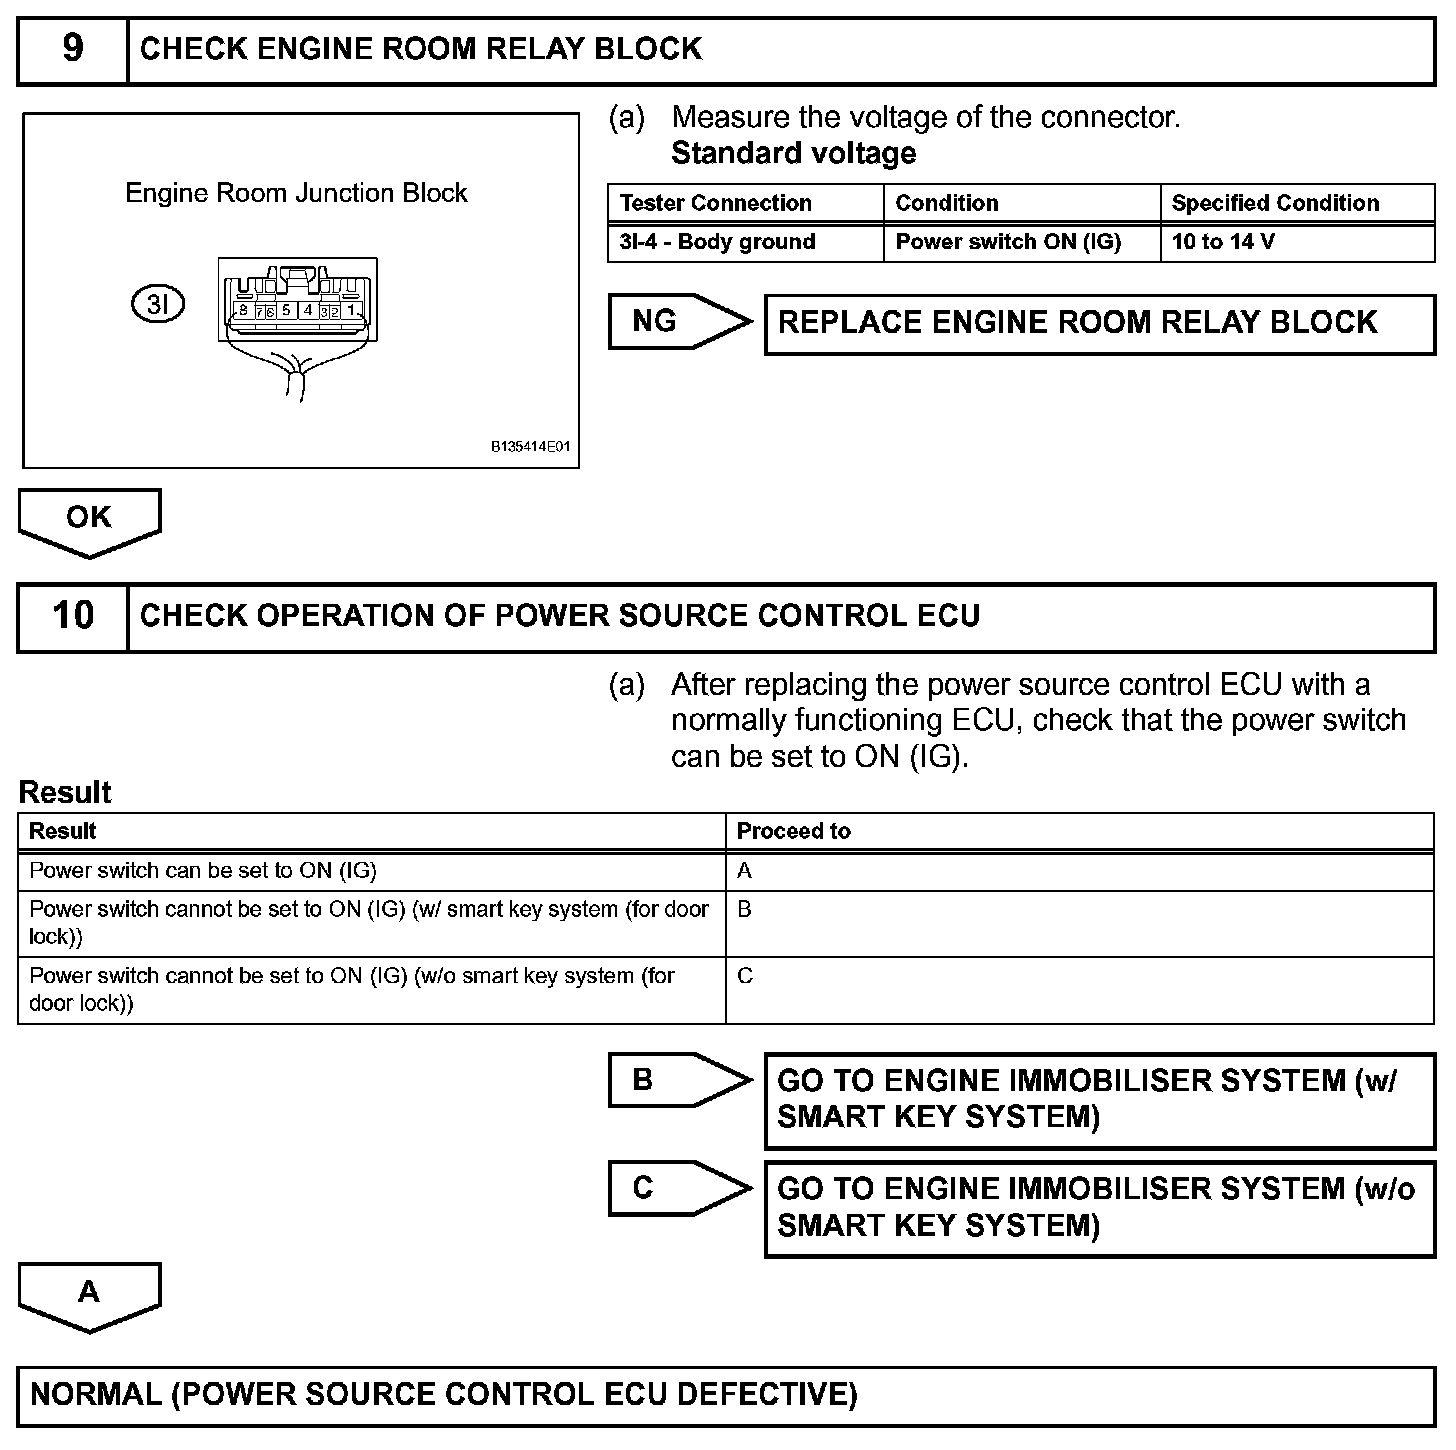 9 CHECK ENGINE ROOM RELAY BLOCK
Engine Room Junction Block
3I
8 7 6 5 4 3 2 1
B135414E01
(a) Measure the voltage of the connector.
Standard voltage
Tester Connection Condition Specified Condition
3I-4 - Body ground Power switch ON (IG) 10 to 14 V
NG REPLACE ENGINE ROOM RELAY BLOCK
OK
10 CHECK OPERATION OF POWER SOURCE CONTROL ECU
(a) After replacing the power source control ECU with a
normally functioning ECU, check that the power switch
can be set to ON (IG).
Result
Result Proceed to
Power switch can be set to ON (IG) A
Power switch cannot be set to ON (IG) (w/ smart key system (for door B
lock))
Power switch cannot be set to ON (IG) (w/o smart key system (for C
door lock))
B GO TO ENGINE IMMOBILISER SYSTEM (w/
SMART KEY SYSTEM)
C GO TO ENGINE IMMOBILISER SYSTEM (w/o
SMART KEY SYSTEM)
A
NORMAL (POWER SOURCE CONTROL ECU DEFECTIVE)